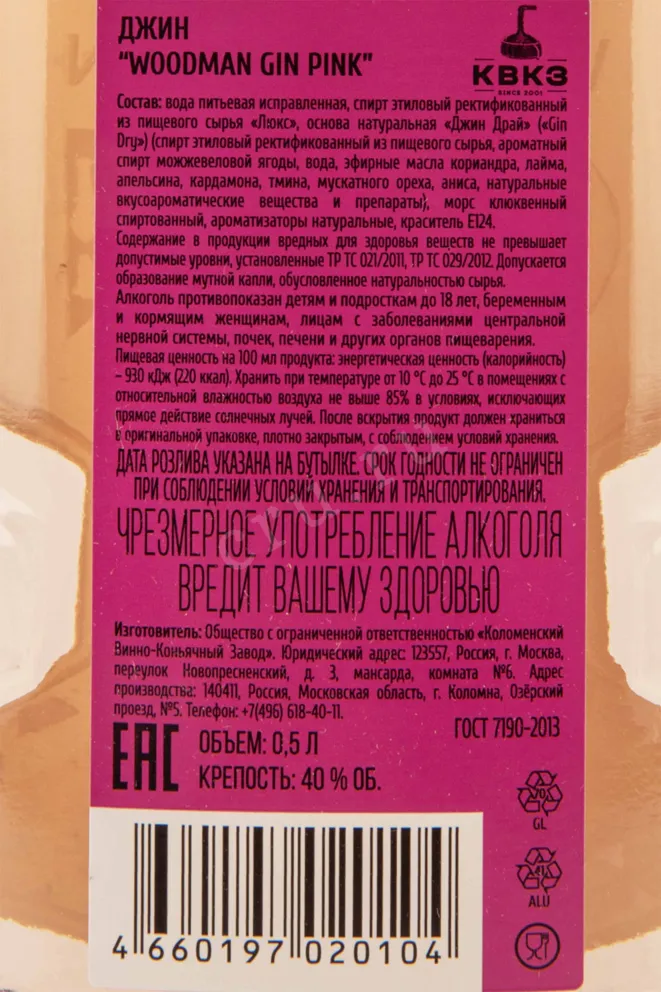 ДЖИН
“WOODMAN GIN PINK”
КВКЗ
SINCE 2001
Состав: вода питьевая исправленная, спирт этиловый ректификованный
из пищевого сырья «Люкс», основа натуральная «Джин Драй» («Gin
Dry») (спирт этиловый ректификованный из пищевого сырья, ароматный
спирт можжевеловой ягоды, вода, эфирные масла кориандра, лайма,
апельсина, кардамона, тмина, мускатного ореха, аниса, натуральные
вкусоароматические вещества и препараты), морс клюквенный
спиртованный, ароматизаторы натуральные, краситель Е124.
Содержание в продукции вредных для здоровья веществ не превышает
допустимые уровни, установленные ТР ТС 021/2011, ТР ТС 029/2012. Допускается
образование мутной капли, обусловленное натуральностью сырья.
Алкоголь противопоказан детям и подросткам до 18 лет, беременным
и кормящим женщинам, лицам с заболеваниями центральной
нервной системы, почек, печени и других органов пищеварения.
Пищевая ценность на 100 мл продукта: энергетическая ценность (калорийность)
– 930 кДж (220 ккал). Хранить при температуре от 10 °С до 25 °С в помещениях с
относительной влажностью воздуха не выше 85% в условиях, исключающих
прямое действие солнечных лучей. После вскрытия продукт должен храниться
в оригинальной упаковке, плотно закрытым, с соблюдением условий хранения.
ДАТА РОЗЛИВА УКАЗАНА НА БУТЫЛКЕ. СРОК ГОДНОСТИ НЕ ОГРАНИЧЕН
ПРИ СОБЛЮДЕНИИ УСЛОВИЙ ХРАНЕНИЯ И ТРАНСПОРТИРОВАНИЯ.
ЧРЕЗМЕРНОЕ УПОТРЕБЛЕНИЕ АЛКОГОЛЯ
ВРЕДИТ ВАШЕМУ ЗДОРОВЬЮ
cru.ru
Изготовитель: Общество с ограниченной ответственностью «Коломенский
Винно-Коньячный Завод». Юридический адрес: 123557, Россия, г. Москва,
переулок Новопресненский, д. 3, мансарда, комната №6. Адрес
производства: 140411, Россия, Московская область, г. Коломна, Озёрский
проезд, №5. Телефон: +7(496) 618-40-11.
ГОСТ 7190-2013
ЕАС
ОБЪЕМ: 0,5 Л
КРЕПОСТЬ: 40 % ОБ.
70
GL
41
ALU
4 660197 020104